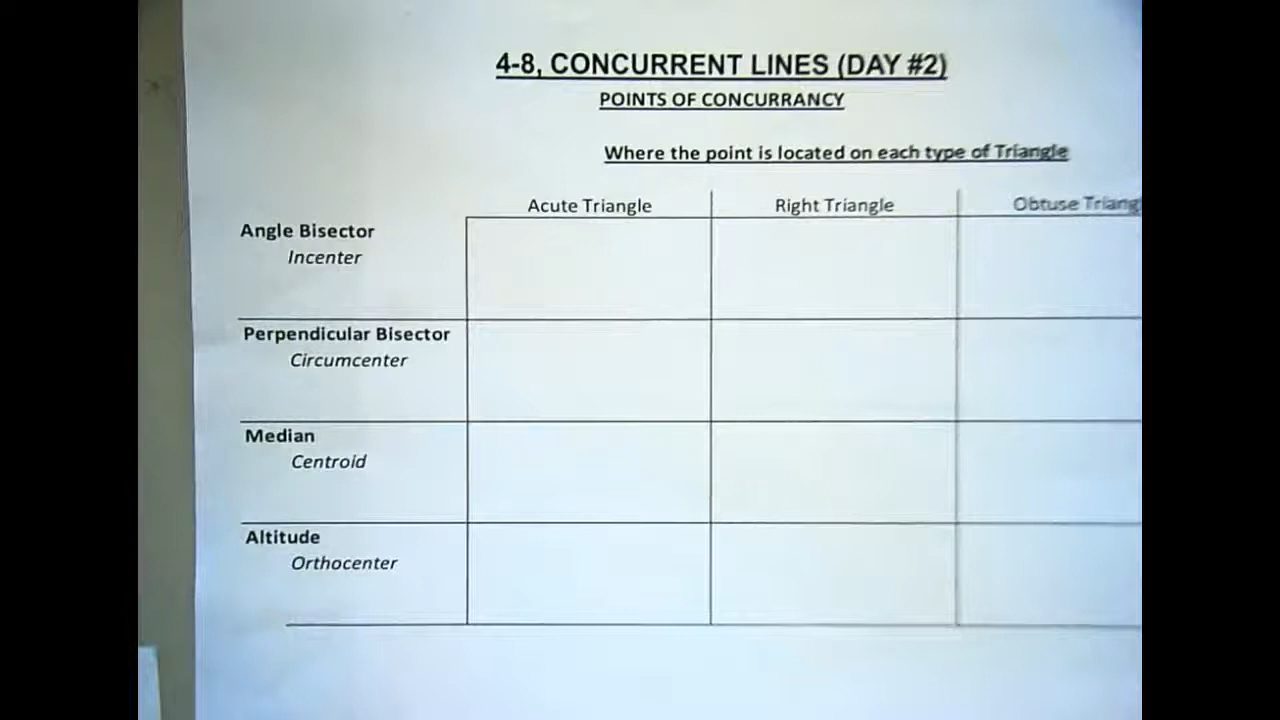 4-8, CONCURRENT LINES (DAY #2)
POINTS OF CONCURRANCY
Where the point is located on each type of Triangle
Acute Triangle Right Triangle Obtuse
Angle Bisector
Incenter
Perpendicular Bisector
Circumcenter
Median
Centroid
Altitude
Orthocenter